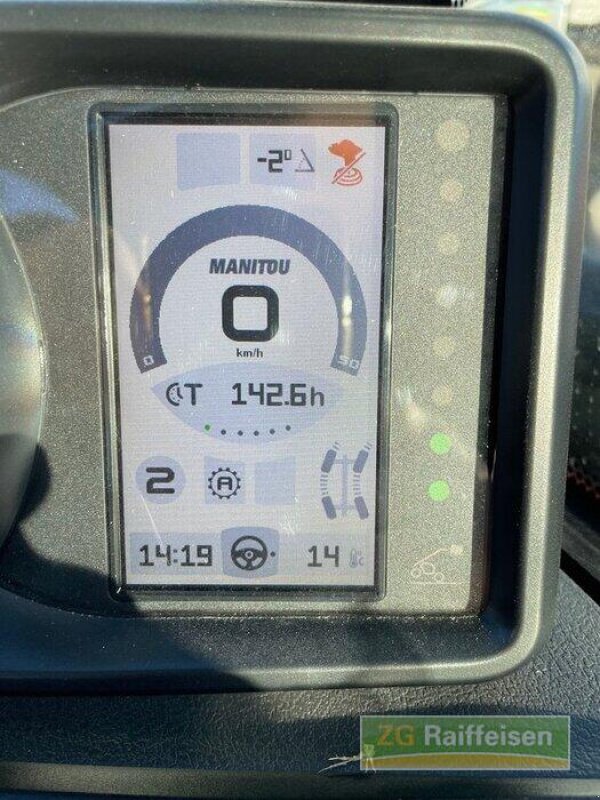 -2°
MANITOU
0
km/h
0 50
T 142.6h
2 A
14:19 14 °C
ZG Raiffeisen